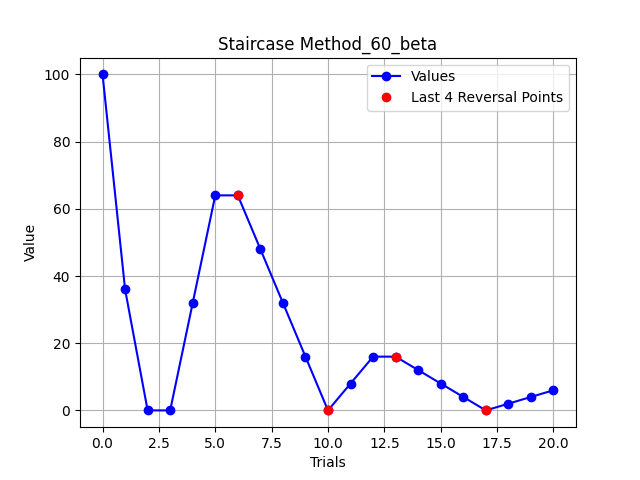 Staircase Method_60_beta
Values
Last 4 Reversal Points
100
80
60
40
20
0
Value
0.0 2.5 5.0 7.5 10.0 12.5 15.0 17.5 20.0
Trials